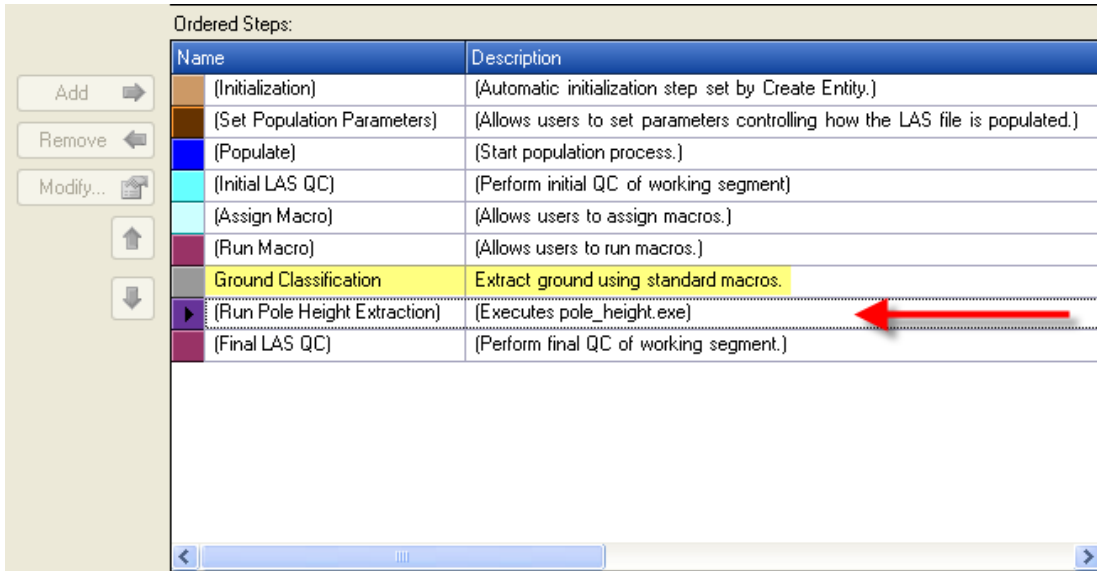 Ordered Steps:
Name Description
Add
Remove
Modify...
(Initialization) (Automatic initialization step set by Create Entity.)
(Set Population Parameters) (Allows users to set parameters controlling how the LAS file is populated.)
(Populate) (Start population process.)
(Initial LAS QC) (Perform initial QC of working segment)
(Assign Macro) (Allows users to assign macros.)
(Run Macro) (Allows users to run macros.)
Ground Classification Extract ground using standard macros.
(Run Pole Height Extraction) (Executes pole_height.exe)
(Final LAS QC) (Perform final QC of working segment.)